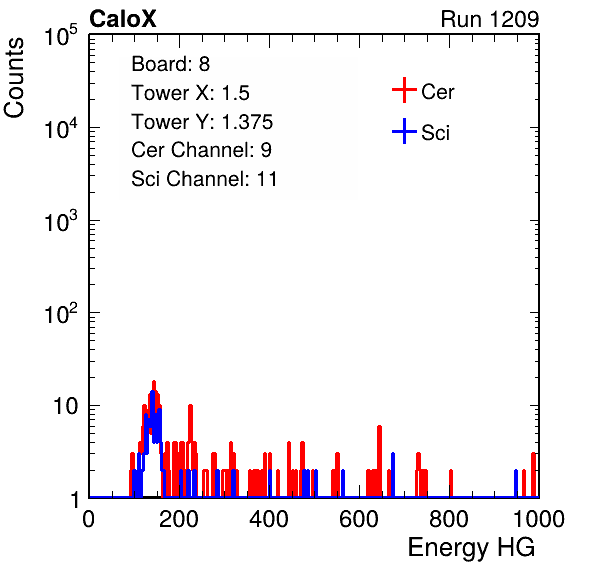 CaloX Run 1209
Counts
Board: 8
Tower X: 1.5
Tower Y: 1.375
Cer Channel: 9
Sci Channel: 11
Cer
Sci
10^5
10^4
10^3
10^2
10
1
0 200 400 600 800 1000
Energy HG